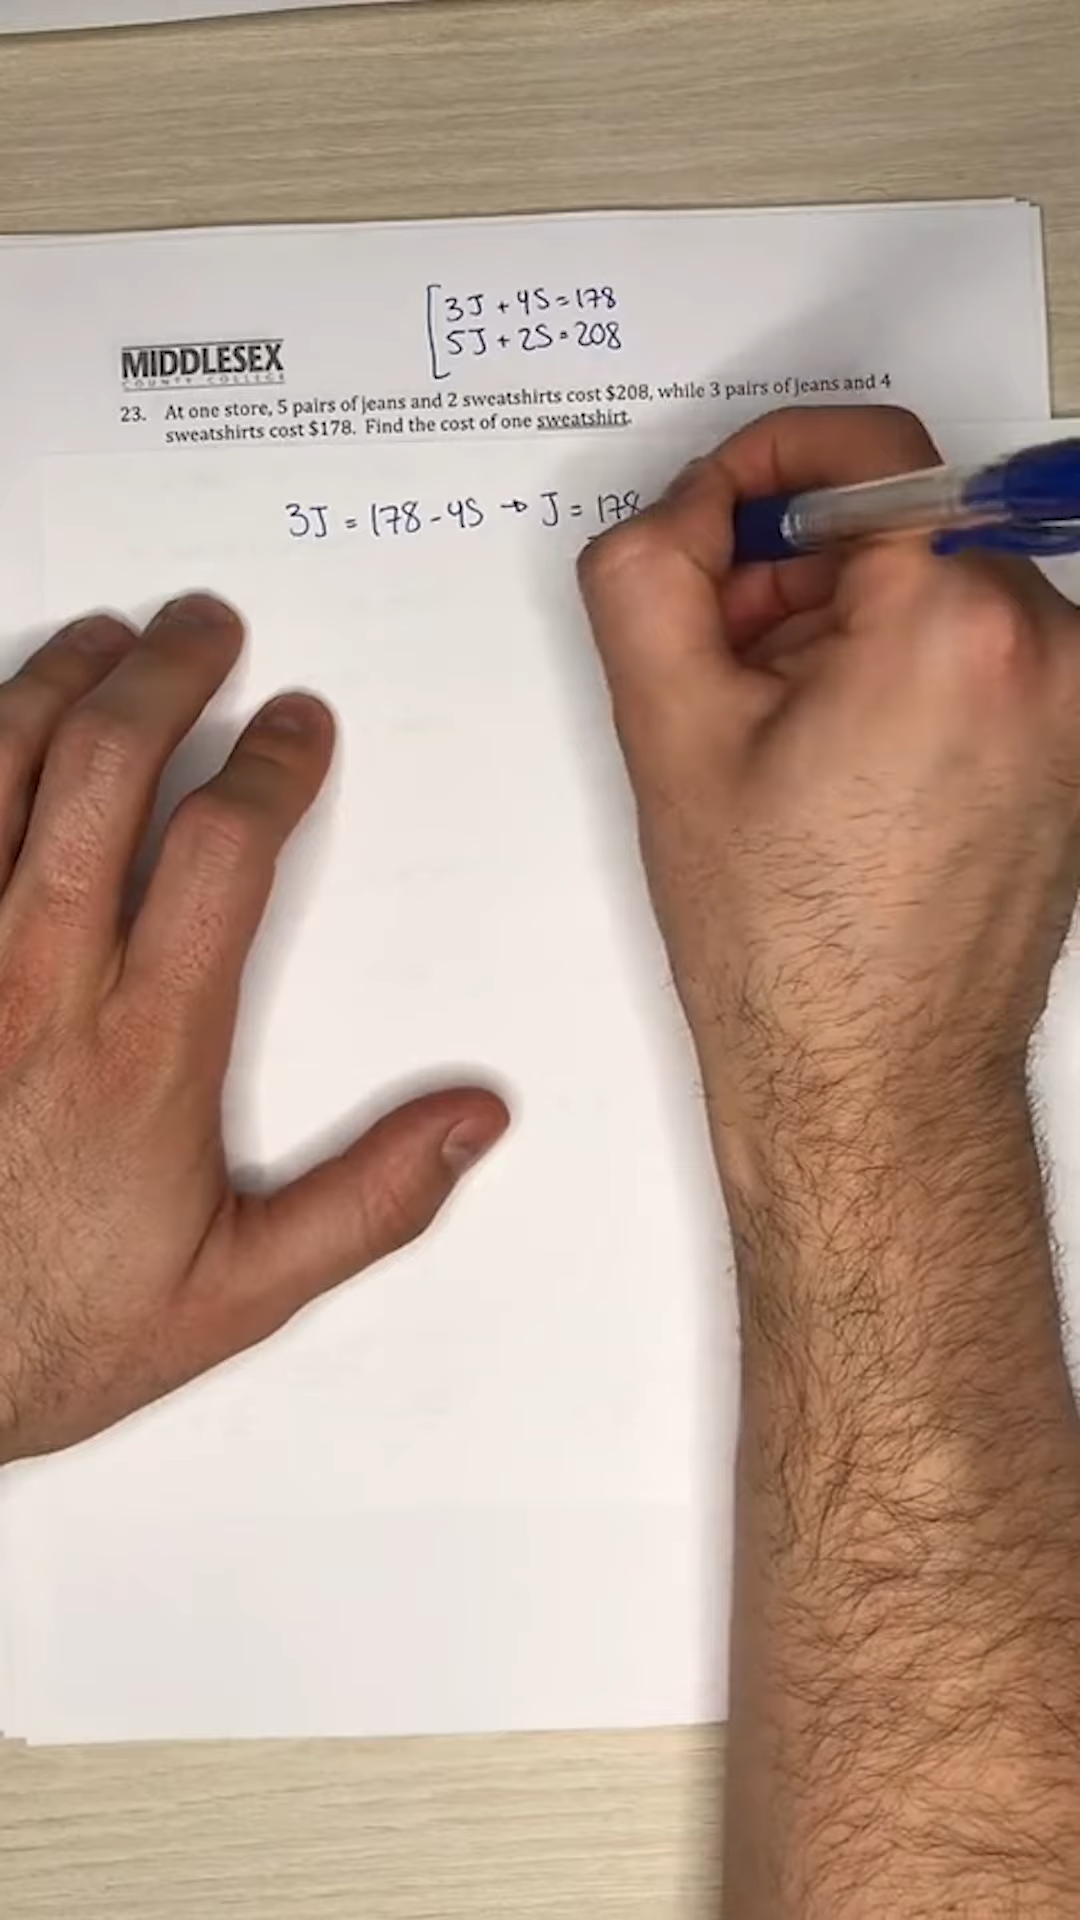 3J + 4S = 178
5J + 2S = 208
MIDDLESEX
COUNTY COLLEGE
23. At one store, 5 pairs of jeans and 2 sweatshirts cost $208, while 3 pairs of jeans and 4
sweatshirts cost $178. Find the cost of one sweatshirt.
3J = 178 - 4S → J = 178